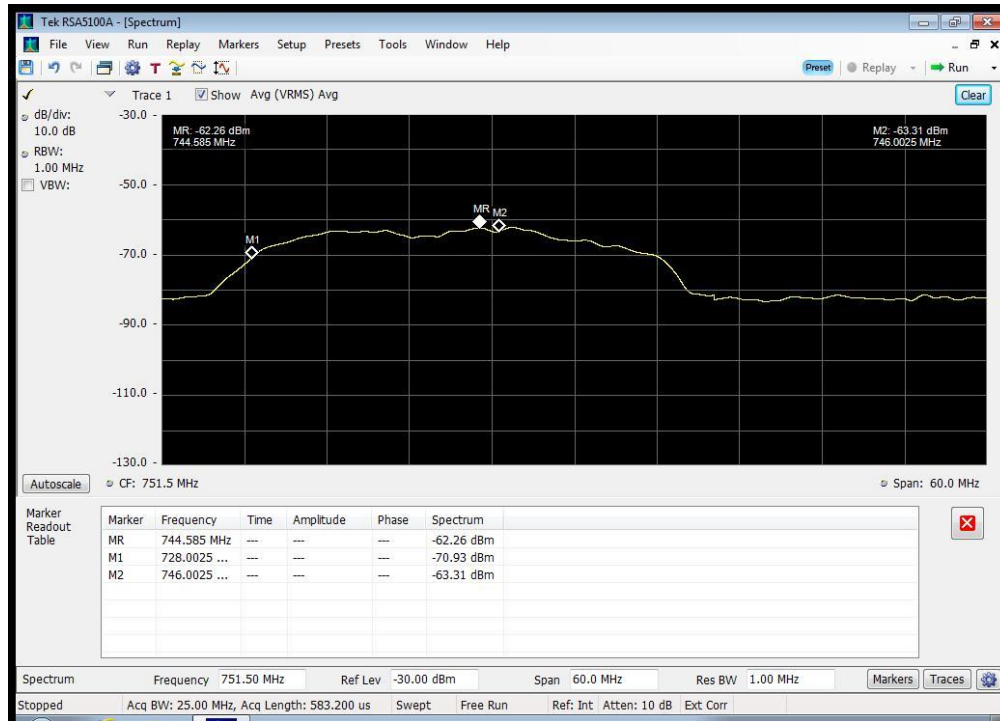 Tek RSA5100A - [Spectrum]
File View Run Replay Markers Setup Presets Tools Window Help
T
Preset Replay Run
Trace 1 Show Avg (VRMS) Avg
Clear
dB/div:
10.0 dB
RBW:
1.00 MHz
VBW:
-30.0
-50.0
-70.0
-90.0
-110.0
-130.0
MR: -62.26 dBm
744.585 MHz
M2: -63.31 dBm
746.0025 MHz
MR M2
M1
Autoscale
CF: 751.5 MHz
Span: 60.0 MHz
Marker
Readout
Table
Marker Frequency Time Amplitude Phase Spectrum
MR 744.585 MHz --- --- --- -62.26 dBm
M1 728.0025 ... --- --- --- -70.93 dBm
M2 746.0025 ... --- --- --- -63.31 dBm
Spectrum Frequency 751.50 MHz Ref Lev -30.00 dBm Span 60.0 MHz Res BW 1.00 MHz Markers Traces
Stopped Acq BW: 25.00 MHz, Acq Length: 583.200 us Swept Free Run Ref: Int Atten: 10 dB Ext Corr